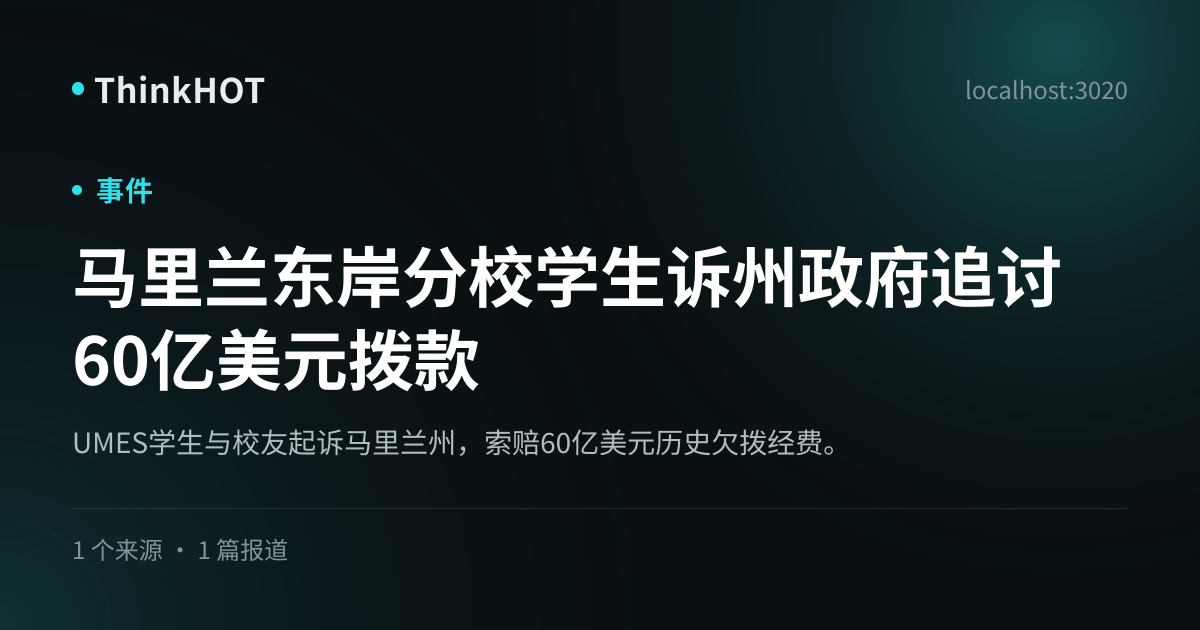 ThinkHOT
localhost:3020
事件
马里兰东岸分校学生诉州政府追讨
60亿美元拨款
UMES学生与校友起诉马里兰州，索赔60亿美元历史欠拨经费。
1 个来源 · 1 篇报道